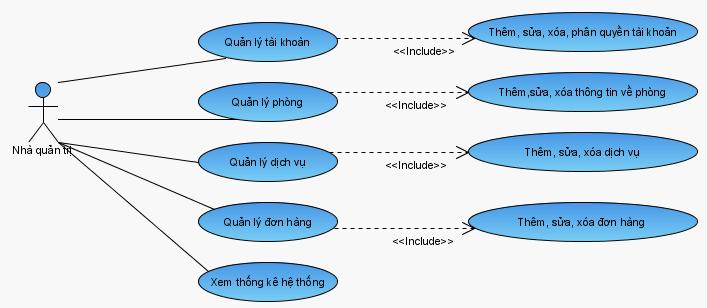 Quản lý tài khoản
<<Include>>
Thêm, sửa, xóa, phân quyền tài khoản
Quản lý phòng
<<Include>>
Thêm,sửa, xóa thông tin về phòng
Nhà quản trị
Quản lý dịch vụ
<<Include>>
Thêm, sửa, xóa dịch vụ
Quản lý đơn hàng
<<Include>>
Thêm, sửa, xóa đơn hàng
Xem thống kê hệ thống